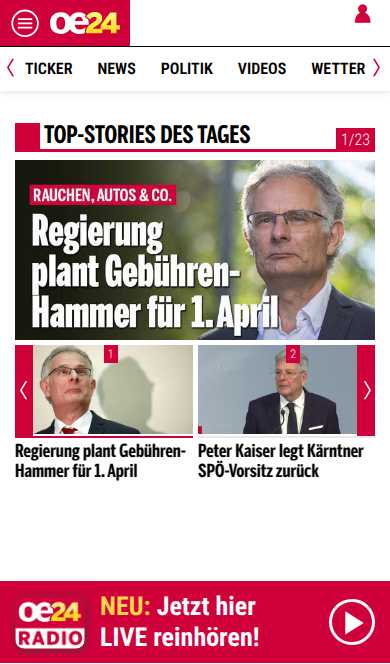 oe24
TICKER NEWS POLITIK VIDEOS WETTER
TOP-STORIES DES TAGES
1/23
RAUCHEN, AUTOS & CO.
Regierung
plant Gebühren-
Hammer für 1. April
1
2
Regierung plant Gebühren-
Hammer für 1. April
Peter Kaiser legt Kärntner
SPÖ-Vorsitz zurück
oe24
RADIO
NEU: Jetzt hier
LIVE reinhören!